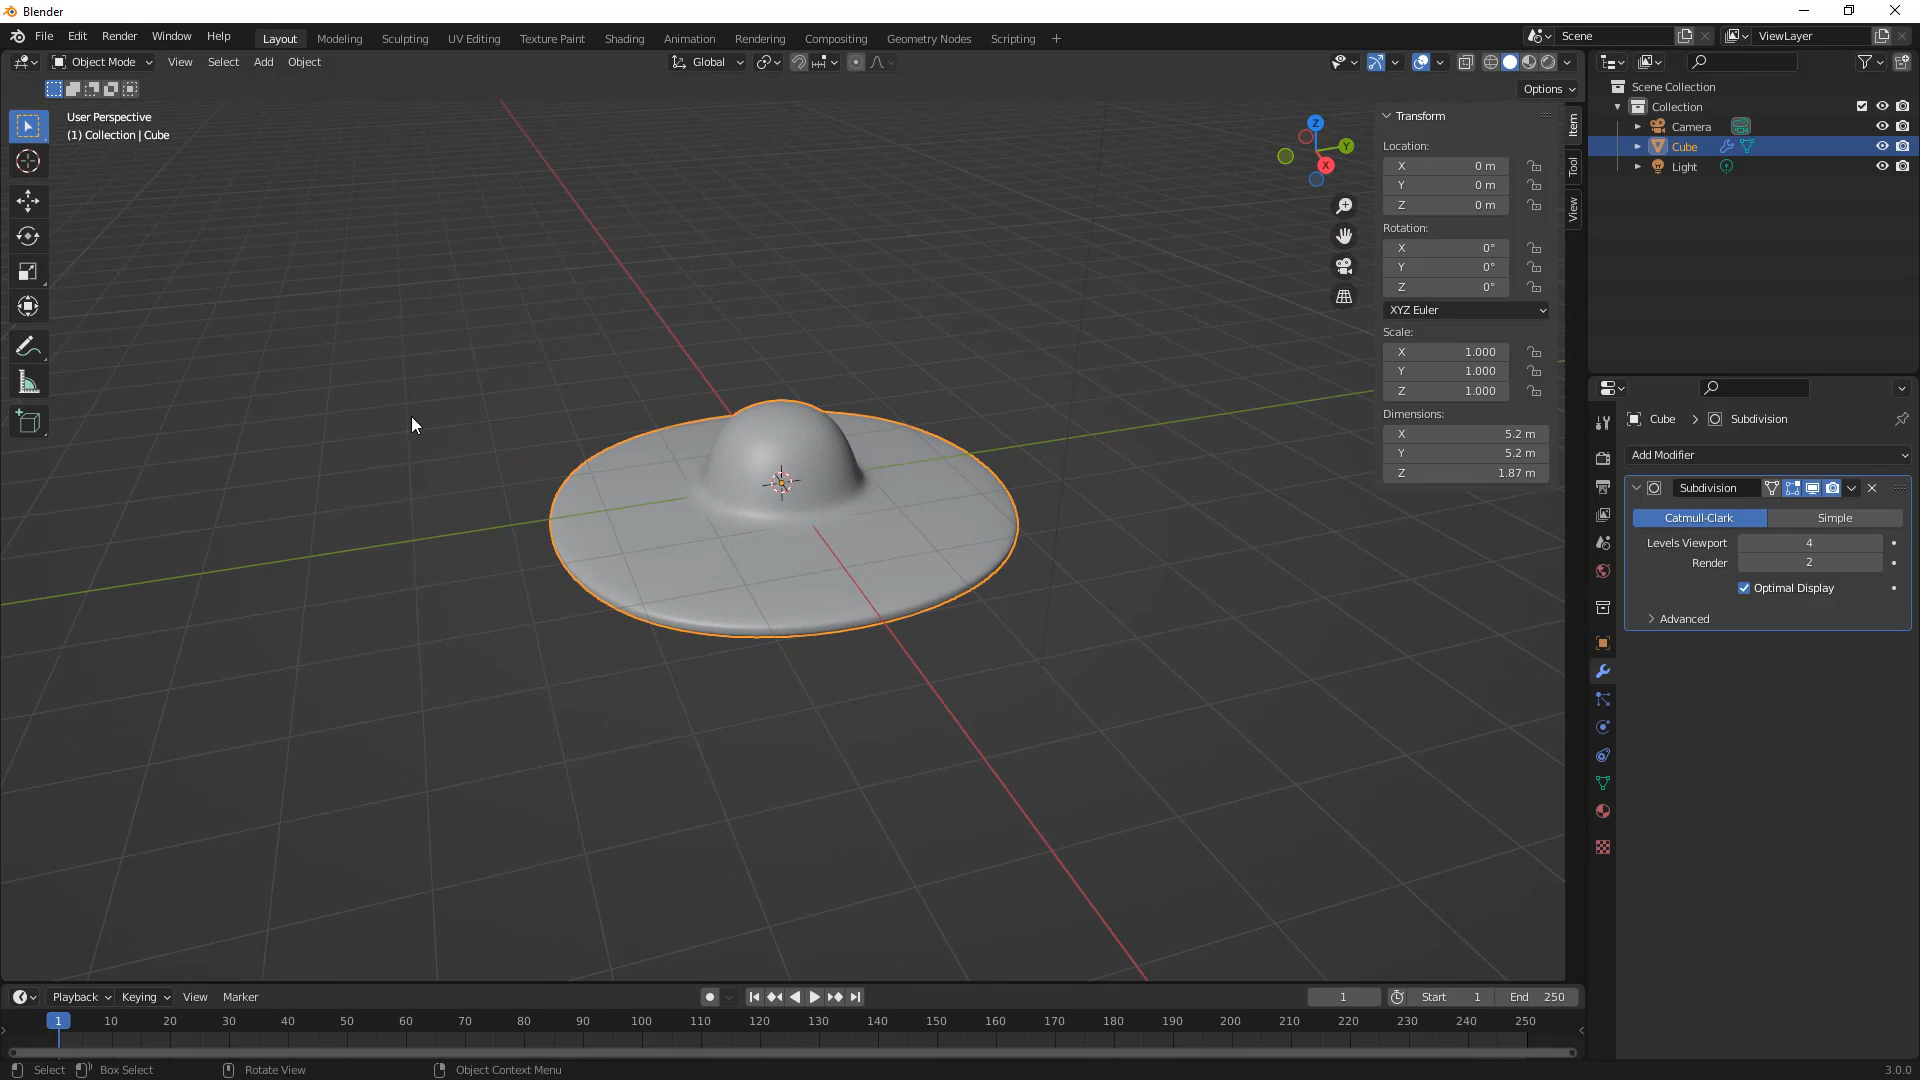 Blender
File Edit Render Window Help Layout Modeling Sculpting UV Editing Texture Paint Shading Animation Rendering Compositing Geometry Nodes Scripting + Scene ViewLayer
Object Mode View Select Add Object Global
Options
User Perspective
(1) Collection | Cube
Z
Y
X
Transform
Location:
X 0 m
Y 0 m
Z 0 m
Rotation:
X 0°
Y 0°
Z 0°
XYZ Euler
Scale:
X 1.000
Y 1.000
Z 1.000
Dimensions:
X 5.2 m
Y 5.2 m
Z 1.87 m
Item
Tool
View
Scene Collection
Collection
Camera
Cube
Light
Cube > Subdivision
Add Modifier
Subdivision
Catmull-Clark Simple
Levels Viewport 4
Render 2
Optimal Display
Advanced
Playback Keying View Marker 1 Start 1 End 250
1 10 20 30 40 50 60 70 80 90 100 110 120 130 140 150 160 170 180 190 200 210 220 230 240 250
Select Box Select Rotate View Object Context Menu 3.0.0